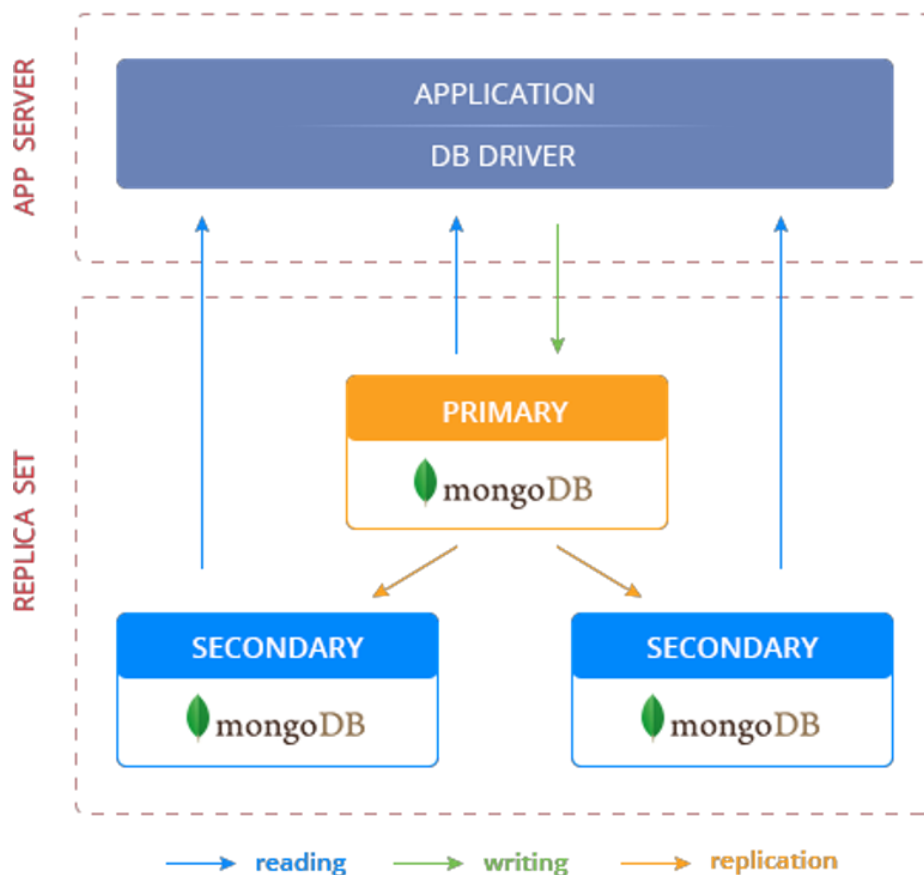 APP SERVER
APPLICATION
DB DRIVER
REPLICA SET
PRIMARY
mongoDB
SECONDARY
mongoDB
SECONDARY
mongoDB
reading
writing
replication